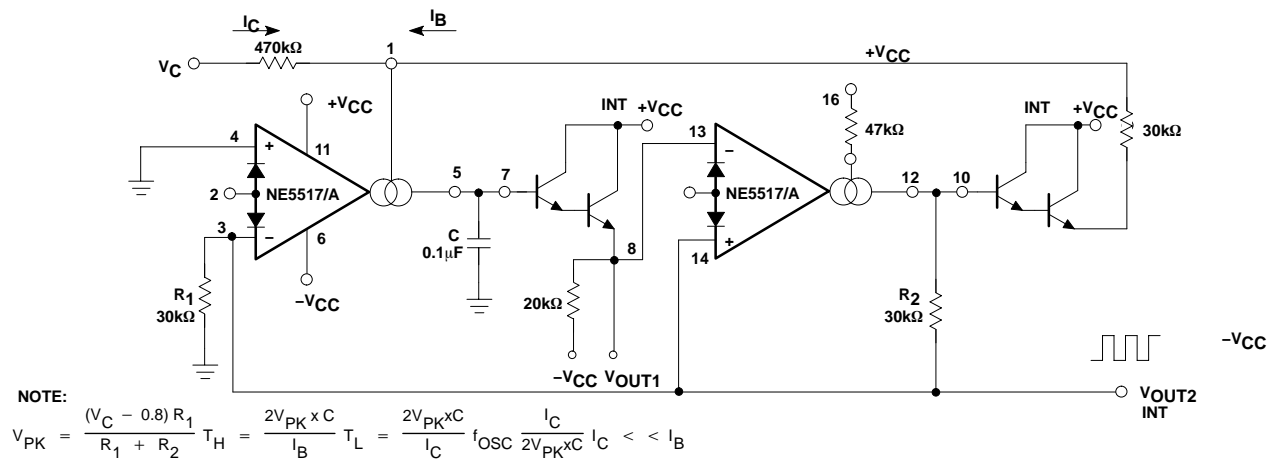 I_C I_B
470kΩ 1
V_C +V_CC
+V_CC INT +V_CC 16 INT +V_CC
4 + 11 13 − 47kΩ 30kΩ
2 NE5517/A 5 7 NE5517/A 12 10
3 − 6 C 0.1μF 8 + 14
R_1 30kΩ −V_CC 20kΩ R_2 30kΩ
−V_CC V_OUT1 −V_CC
V_OUT2 INT
NOTE:
V_PK = (V_C − 0.8) R_1 / R_1 + R_2 T_H = 2V_PK x C / I_B T_L = 2V_PKxC / I_C f_OSC I_C / 2V_PKxC I_C < < I_B